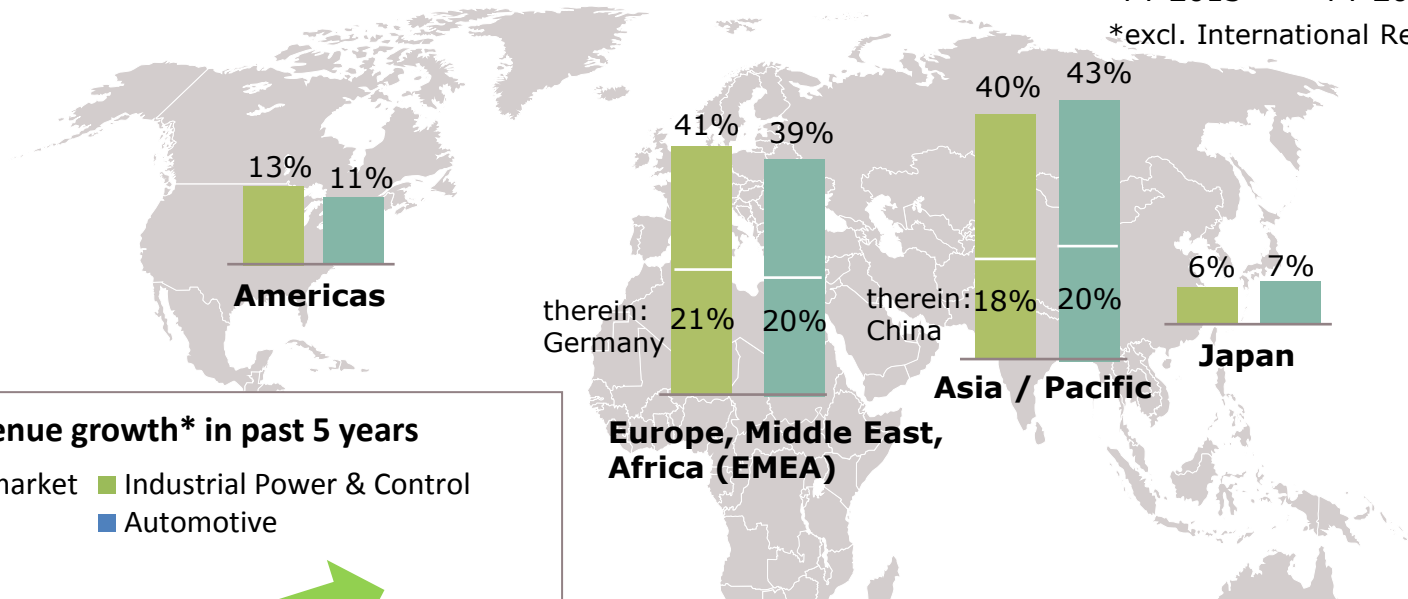 *excl. International Re
43%
40%
41%
39%
13%
11%
6%
7%
Americas
therein:
Germany
21%
20%
therein:
China
18%
20%
Japan
Asia / Pacific
Europe, Middle East,
Africa (EMEA)
enue growth* in past 5 years
market
Industrial Power & Control
Automotive